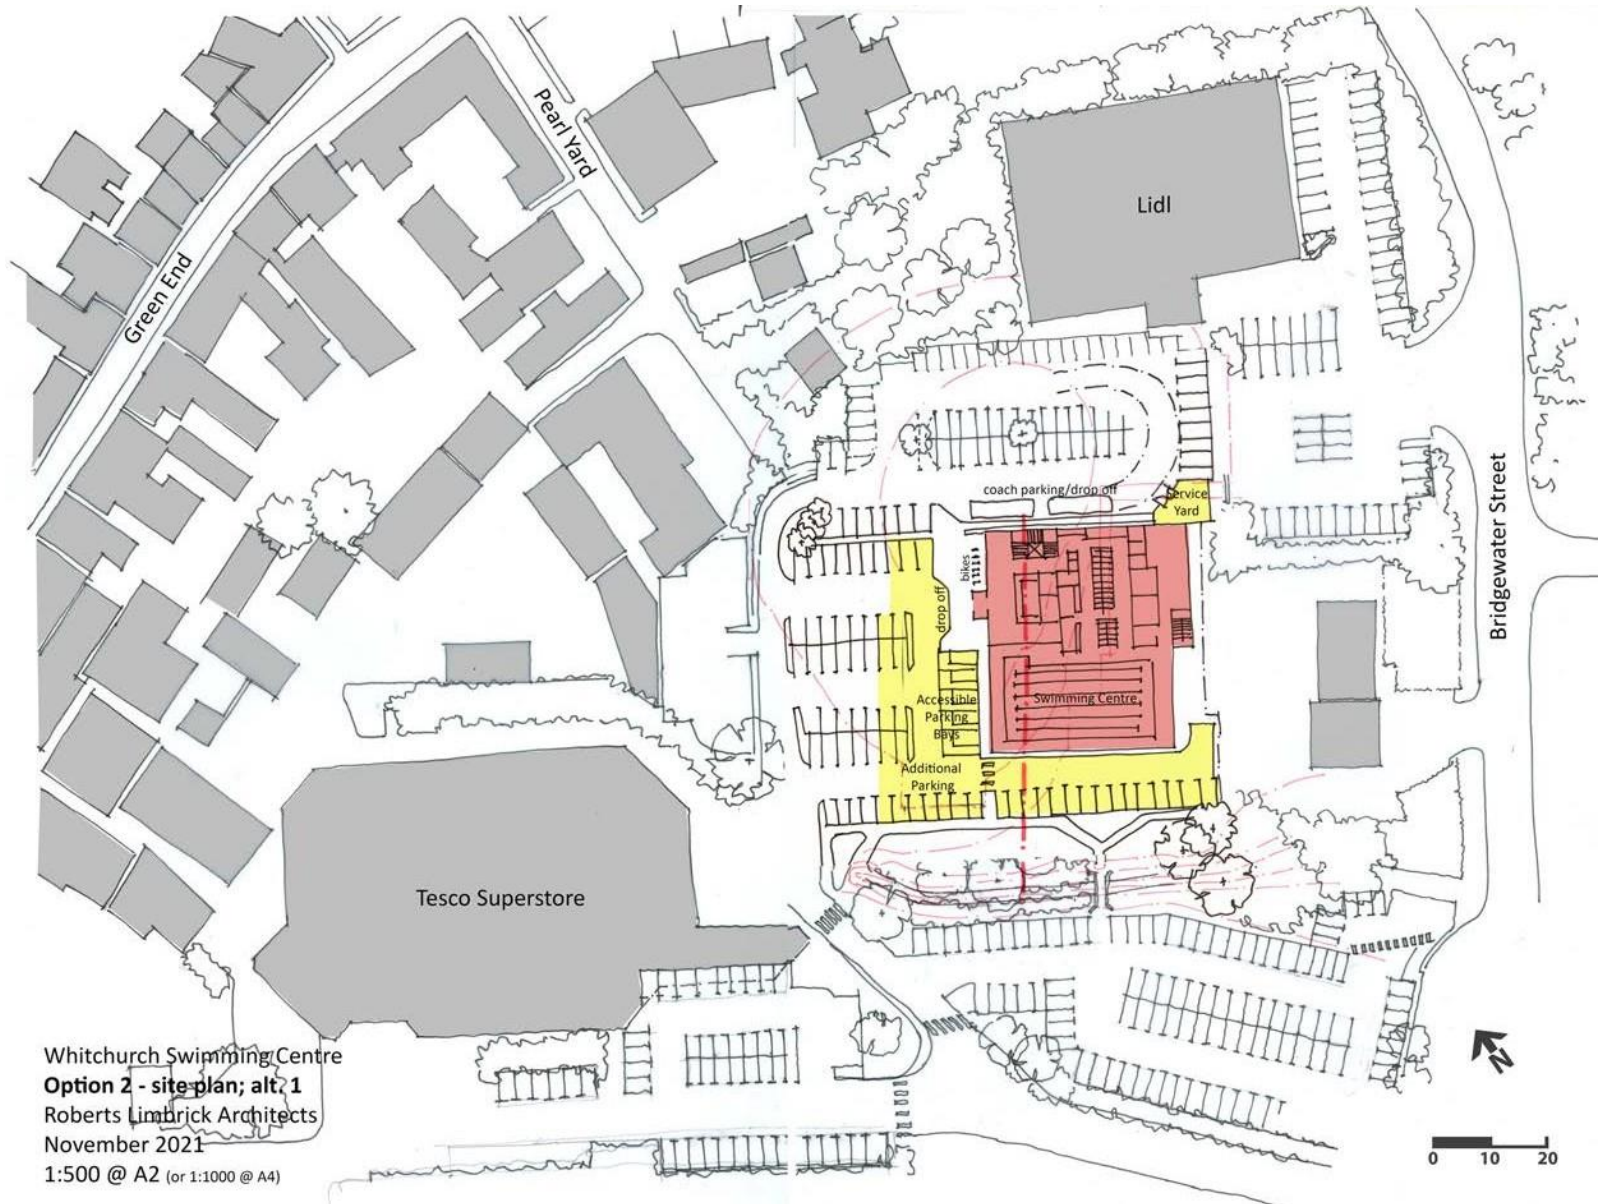 Pearl Yard
Green End
Lidl
coach parking/drop off
Service
Yard
bikes
drop off
Bridgewater Street
Accessible
Parking
Bays
Swimming Centre
Additional
Parking
Tesco Superstore
Whitchurch Swimming Centre
Option 2 - site plan; alt. 1
Roberts Limbrick Architects
November 2021
1:500 @ A2 (or 1:1000 @ A4)
N
0 10 20